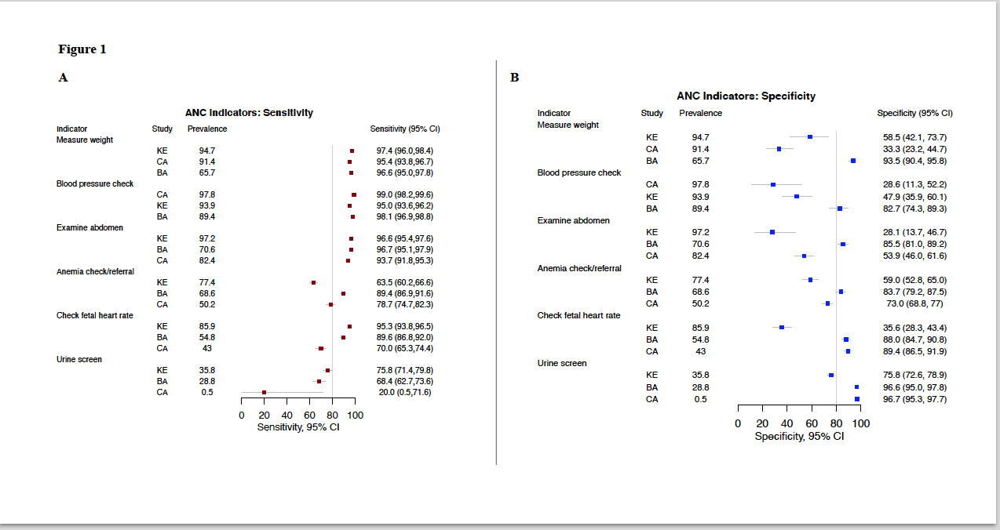 Figure 1
A
ANC Indicators: Sensitivity
Indicator Study Prevalence Sensitivity (95% CI)
Measure weight
KE 94.7 97.4 (96.0,98.4)
CA 91.4 95.4 (93.8,96.7)
BA 65.7 96.6 (95.0,97.8)
Blood pressure check
CA 97.8 99.0 (98.2,99.6)
KE 93.9 95.0 (93.6,96.2)
BA 89.4 98.1 (96.9,98.8)
Examine abdomen
KE 97.2 96.6 (95.4,97.6)
BA 70.6 96.7 (95.1,97.9)
CA 82.4 93.7 (91.8,95.3)
Anemia check/referral
KE 77.4 63.5 (60.2,66.6)
BA 68.6 89.4 (86.9,91.6)
CA 50.2 78.7 (74.7,82.3)
Check fetal heart rate
KE 85.9 95.3 (93.8,96.5)
BA 54.8 89.6 (86.8,92.0)
CA 43 70.0 (65.3,74.4)
Urine screen
KE 35.8 75.8 (71.4,79.8)
BA 28.8 68.4 (62.7,73.6)
CA 0.5 20.0 (0.5,71.6)
0 20 40 60 80 100
Sensitivity, 95% CI
B
ANC Indicators: Specificity
Indicator Study Prevalence Specificity (95% CI)
Measure weight
KE 94.7 58.5 (42.1, 73.7)
CA 91.4 33.3 (23.2, 44.7)
BA 65.7 93.5 (90.4, 95.8)
Blood pressure check
CA 97.8 28.6 (11.3, 52.2)
KE 93.9 47.9 (35.9, 60.1)
BA 89.4 82.7 (74.3, 89.3)
Examine abdomen
KE 97.2 28.1 (13.7, 46.7)
BA 70.6 85.5 (81.0, 89.2)
CA 82.4 53.9 (46.0, 61.6)
Anemia check/referral
KE 77.4 59.0 (52.8, 65.0)
BA 68.6 83.7 (79.2, 87.5)
CA 50.2 73.0 (68.8, 77)
Check fetal heart rate
KE 85.9 35.6 (28.3, 43.4)
BA 54.8 88.0 (84.7, 90.8)
CA 43 89.4 (86.5, 91.9)
Urine screen
KE 35.8 75.8 (72.6, 78.9)
BA 28.8 96.6 (95.0, 97.8)
CA 0.5 96.7 (95.3, 97.7)
0 20 40 60 80 100
Specificity, 95% CI